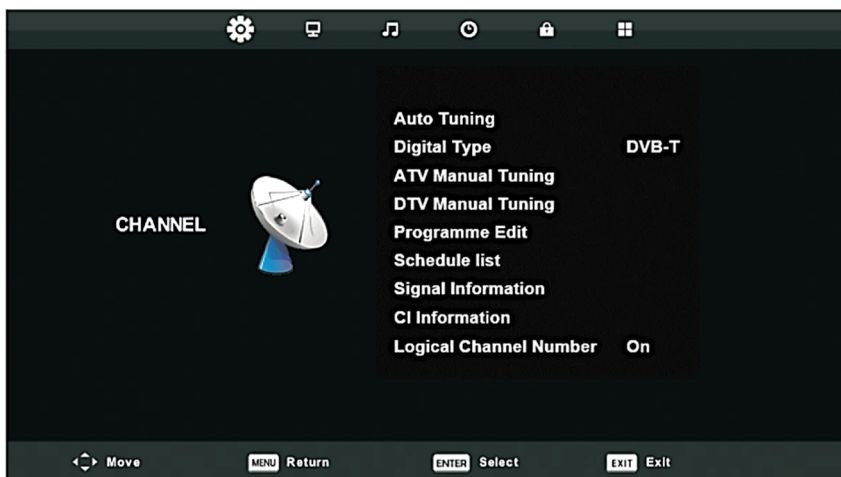 CHANNEL
Auto Tuning
Digital Type DVB-T
ATV Manual Tuning
DTV Manual Tuning
Programme Edit
Schedule list
Signal Information
CI Information
Logical Channel Number On
Move MENU Return ENTER Select EXIT Exit